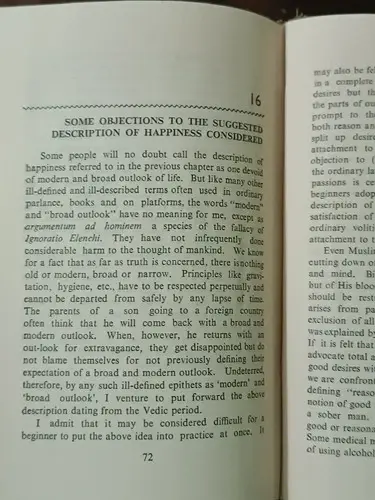 16
SOME OBJECTIONS TO THE SUGGESTED
DESCRIPTION OF HAPPINESS CONSIDERED
Some people will no doubt call the description of
happiness referred to in the previous chapter as one devoid
of modern and broad outlook of life. But like many other
ill-defined and ill-described terms often used in ordinary
parlance, books and on platforms, the words "modern"
and "broad outlook" have no meaning for me, except as
argumentum ad hominem a species of the fallacy of
Ignoratio Elenchi. They have not infrequently done
considerable harm to the thought of mankind. We know
for a fact that as far as truth is concerned, there is nothing
old or modern, broad or narrow. Principles like gravi-
tation, hygiene, etc., have to be respected perpetually and
cannot be departed from safely by any lapse of time.
The parents of a son going to a foreign country
often think that he will come back with a broad and
modern outlook. When, however, he returns with an
out-look for extravagance, they get disappointed but do
not blame themselves for not previously defining their
expectation of a broad and modern outlook. Undeterred,
therefore, by any such ill-defined epithets as 'modern' and
'broad outlook', I venture to put forward the above
description dating from the Vedic period.
I admit that it may be considered difficult for a
beginner to put the above idea into practice at once. It
72
may also be fe
in a complete
desires but th
the parts of ou
prompt to the
both reason an
split up desire
attachment to
objection to (
the ordinary la
passions is cer
beginners adop
description of
satisfaction of
ordinary voliti
attachment to t
Even Muslim
cutting down o
and mind. Bi
but of His bloo
should be restr
arises from pa
exclusion of all
was explained by
If it is felt that
advocate total a
good desires wit
we are confront
defining "reaso
notion of good
a sober man.
good or reasona
Some medical m
of using alcohol